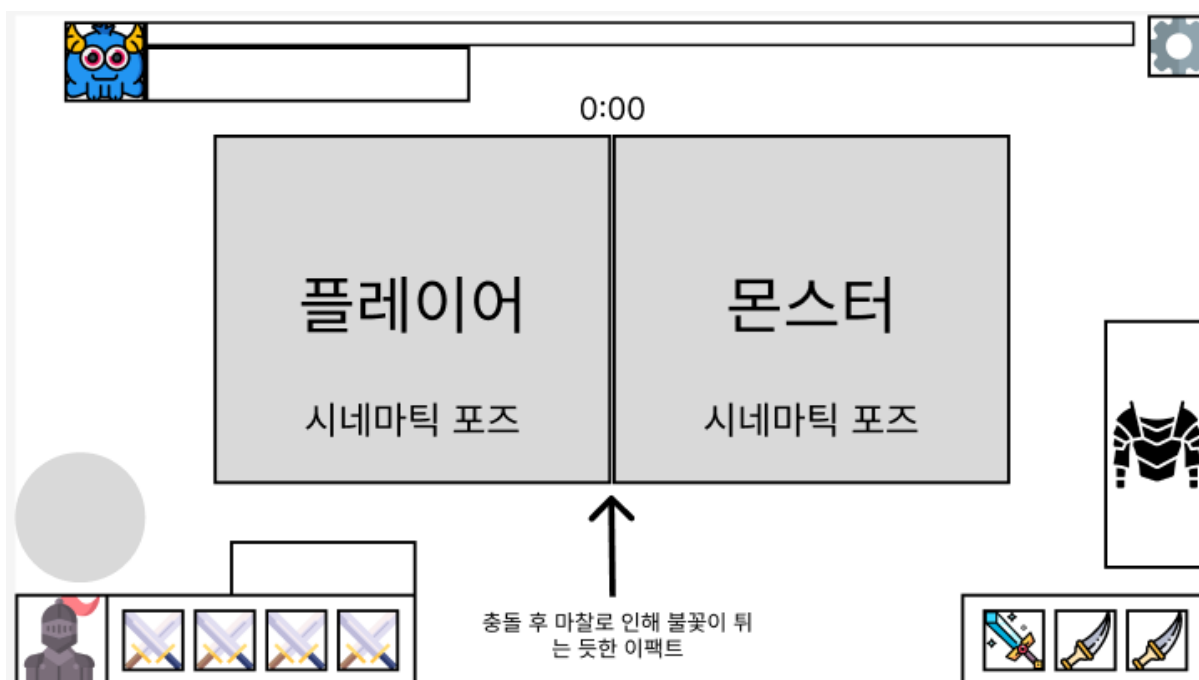 0:00
플레이어
몬스터
시네마틱 포즈
시네마틱 포즈
충돌 후 마찰로 인해 불꽃이 튀
는 듯한 이팩트